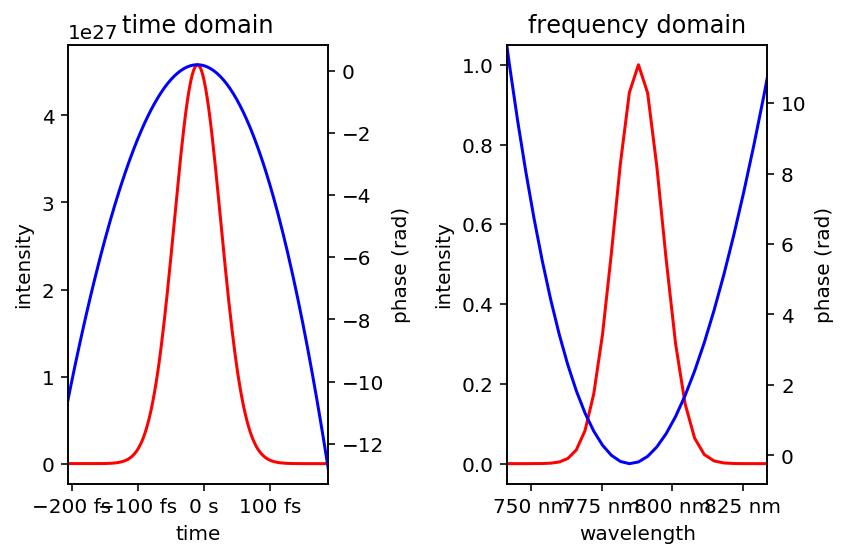 1e27 time domain
4
3
2
1
0
intensity
0
−2
−4
−6
−8
−10
−12
phase (rad)
−200 fs −100 fs 0 s 100 fs
time
frequency domain
1.0
0.8
0.6
0.4
0.2
0.0
intensity
10
8
6
4
2
0
phase (rad)
750 nm 775 nm 800 nm 825 nm
wavelength